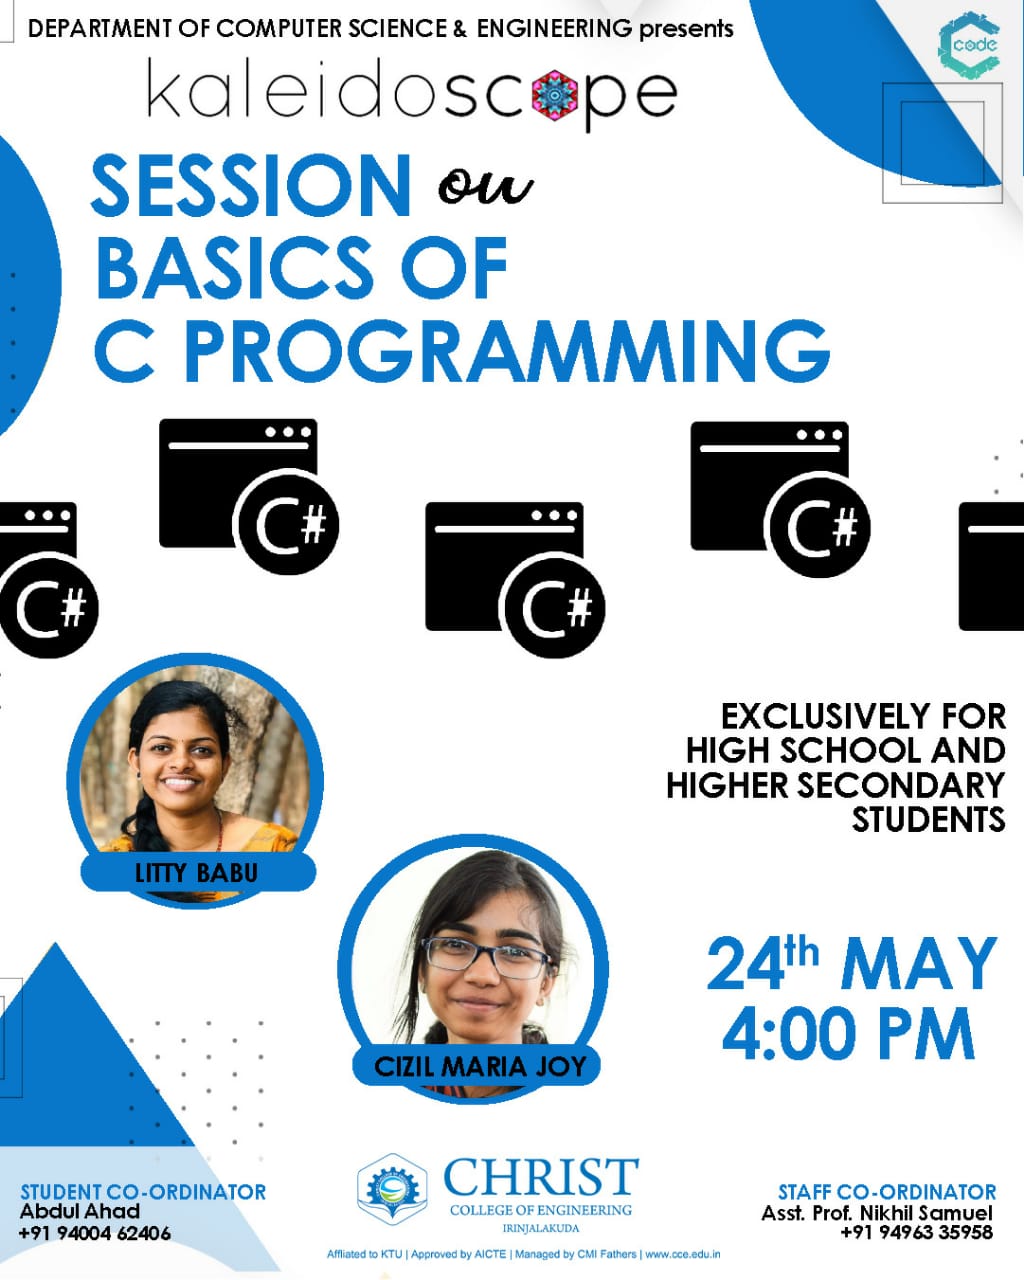 DEPARTMENT OF COMPUTER SCIENCE & ENGINEERING presents
code
kaleidoscope
SESSION on
BASICS OF
C PROGRAMMING
C#
C#
C#
C#
EXCLUSIVELY FOR
HIGH SCHOOL AND
HIGHER SECONDARY
STUDENTS
LITTY BABU
24th MAY
4:00 PM
CIZIL MARIA JOY
STUDENT CO-ORDINATOR
Abdul Ahad
+91 94004 62406
CHRIST
COLLEGE OF ENGINEERING
IRINJALAKUDA
Affliated to KTU | Approved by AICTE | Managed by CMI Fathers | www.cce.edu.in
STAFF CO-ORDINATOR
Asst. Prof. Nikhil Samuel
+91 94963 35958